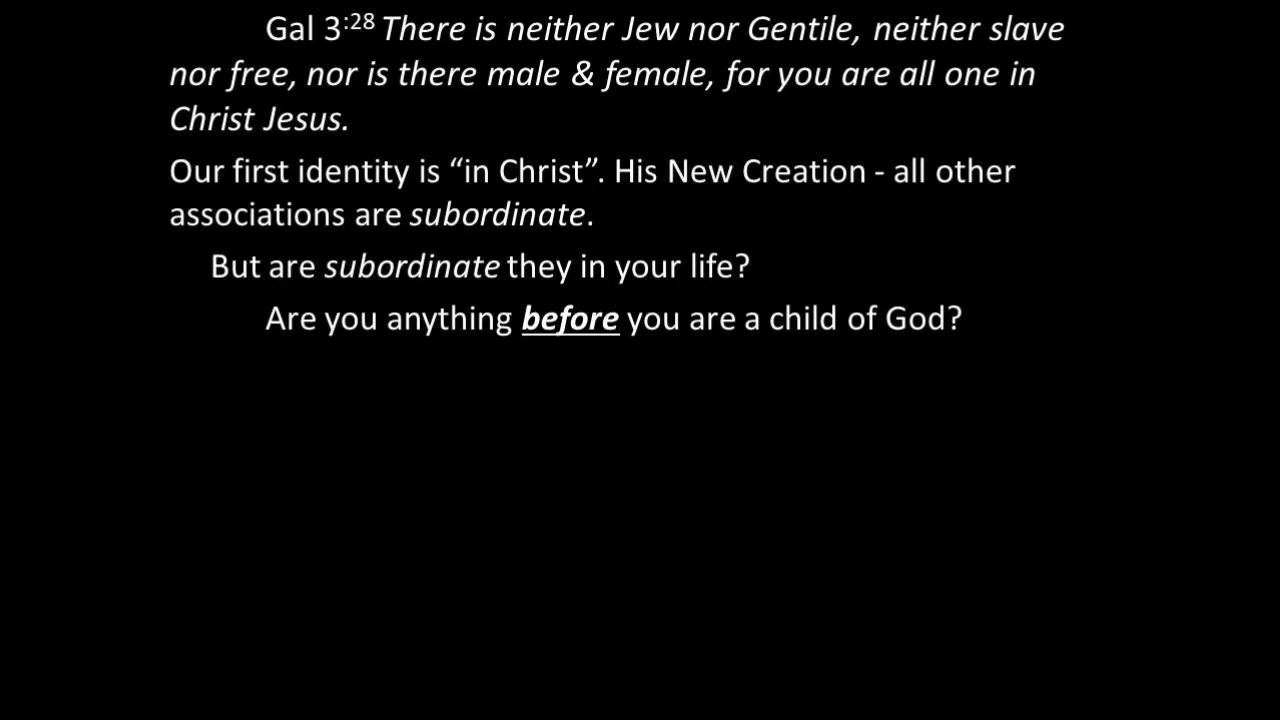 Gal 3:28 There is neither Jew nor Gentile, neither slave
nor free, nor is there male & female, for you are all one in
Christ Jesus.
Our first identity is “in Christ”. His New Creation - all other
associations are subordinate.
But are subordinate they in your life?
Are you anything before you are a child of God?